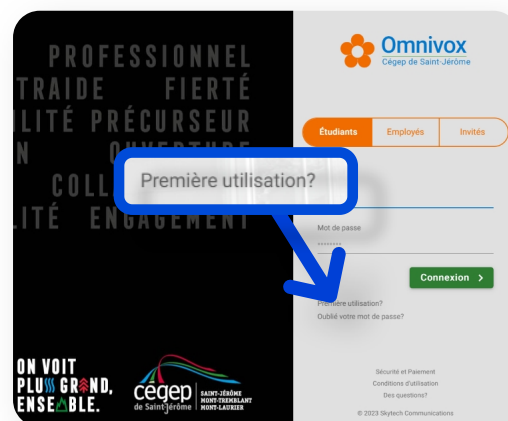 PROFESSIONNEL
TRAIDE FIERTÉ
ILITÉ PRÉCURSEUR
N OUVERTURE
COLL
LITÉ ENGAGEMENT
Première utilisation?
ON VOIT
PLUS GRAND,
ENSEMBLE.
cégep
de Saint-Jérôme
SAINT-JÉRÔME
MONT-TREMBLANT
MONT-LAURIER
Omnivox
Cégep de Saint-Jérôme
Étudiants Employés Invités
Mot de passe
--------
Connexion >
Première utilisation?
Oublié votre mot de passe?
Sécurité et Paiement
Conditions d'utilisation
Des questions?
© 2023 Skytech Communications